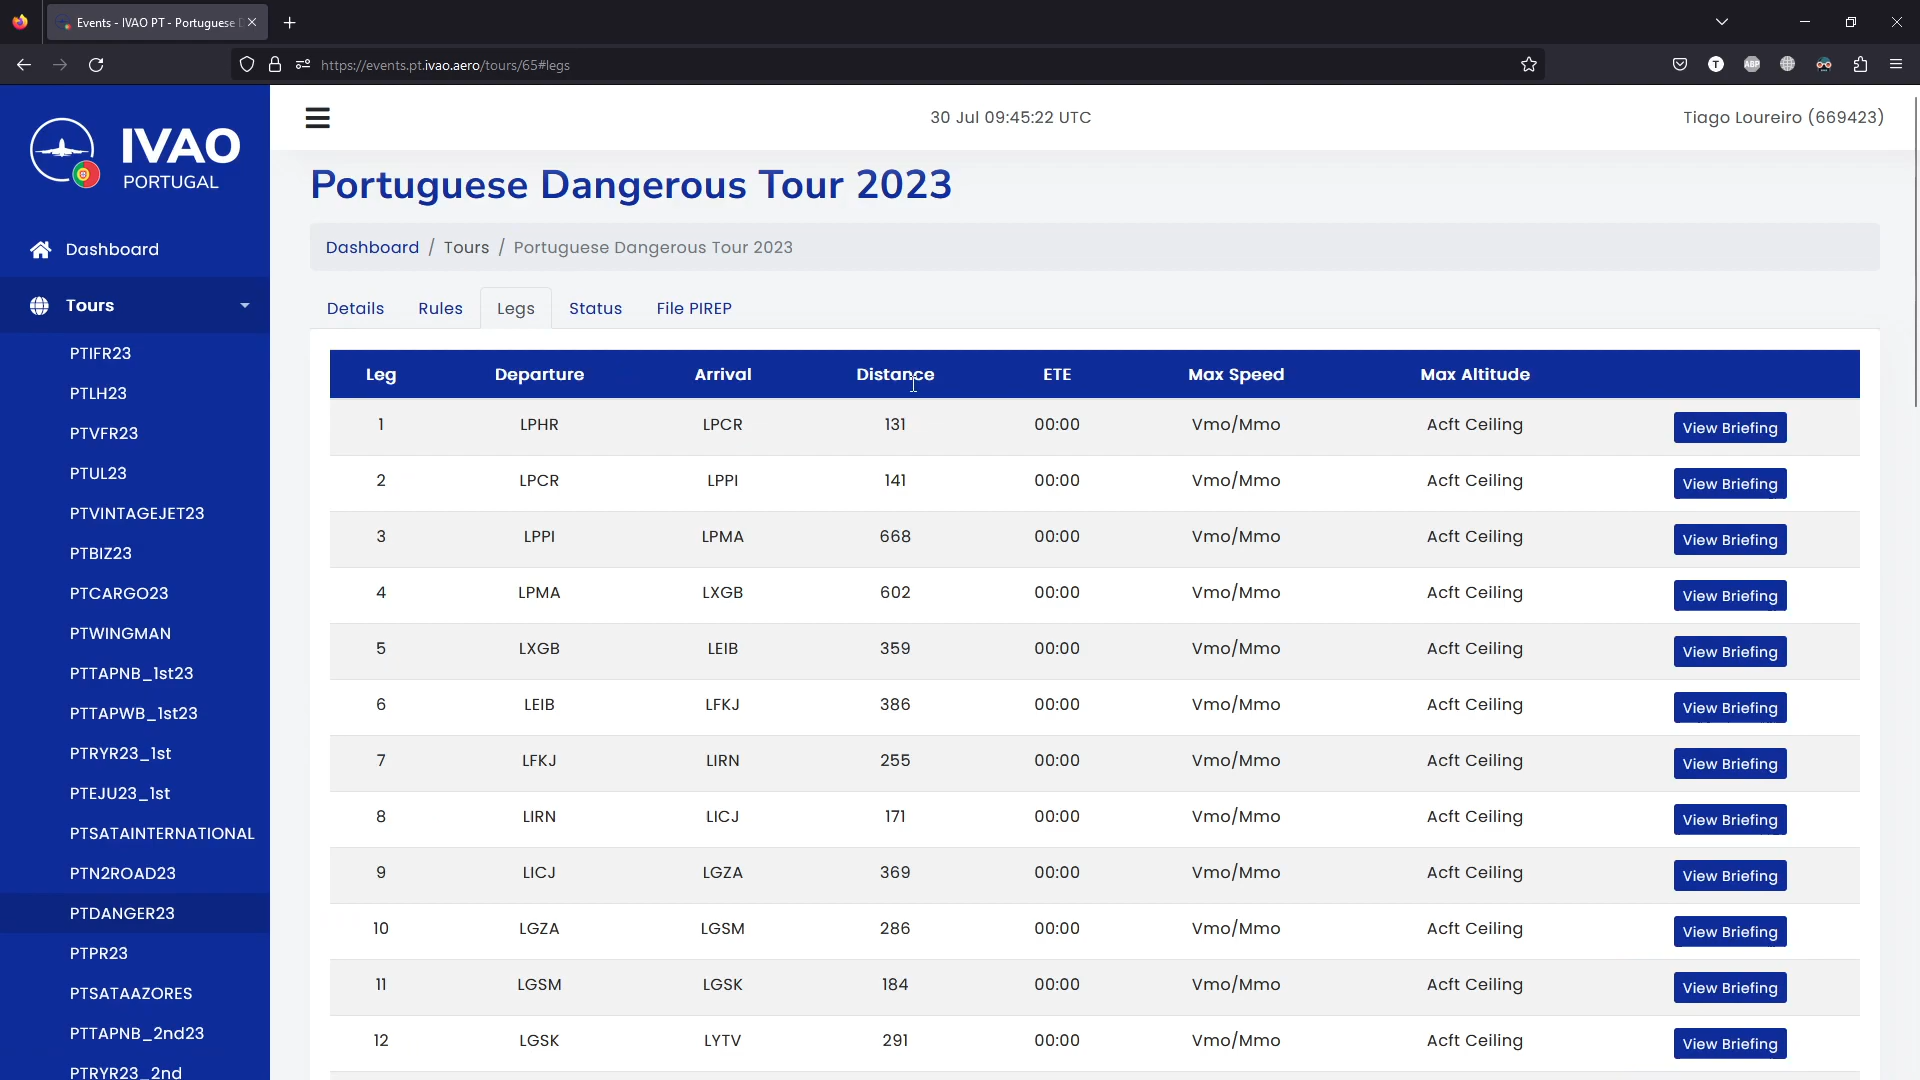 Events - IVAO PT - Portuguese D
https://events.pt.ivao.aero/tours/65#legs
T
ABP
IVAO
PORTUGAL
30 Jul 09:45:22 UTC
Tiago Loureiro (669423)
Portuguese Dangerous Tour 2023
Dashboard / Tours / Portuguese Dangerous Tour 2023
Dashboard
Tours
PTIFR23
PTLH23
PTVFR23
PTUL23
PTVINTAGEJET23
PTBIZ23
PTCARGO23
PTWINGMAN
PTTAPNB_1st23
PTTAPWB_1st23
PTRYR23_1st
PTEJU23_1st
PTSATAINTERNATIONAL
PTN2ROAD23
PTDANGER23
PTPR23
PTSATAAZORES
PTTAPNB_2nd23
PTRYR23_2nd
Details Rules Legs Status File PIREP
Leg Departure Arrival Distance ETE Max Speed Max Altitude
1 LPHR LPCR 131 00:00 Vmo/Mmo Acft Ceiling View Briefing
2 LPCR LPPI 141 00:00 Vmo/Mmo Acft Ceiling View Briefing
3 LPPI LPMA 668 00:00 Vmo/Mmo Acft Ceiling View Briefing
4 LPMA LXGB 602 00:00 Vmo/Mmo Acft Ceiling View Briefing
5 LXGB LEIB 359 00:00 Vmo/Mmo Acft Ceiling View Briefing
6 LEIB LFKJ 386 00:00 Vmo/Mmo Acft Ceiling View Briefing
7 LFKJ LIRN 255 00:00 Vmo/Mmo Acft Ceiling View Briefing
8 LIRN LICJ 171 00:00 Vmo/Mmo Acft Ceiling View Briefing
9 LICJ LGZA 369 00:00 Vmo/Mmo Acft Ceiling View Briefing
10 LGZA LGSM 286 00:00 Vmo/Mmo Acft Ceiling View Briefing
11 LGSM LGSK 184 00:00 Vmo/Mmo Acft Ceiling View Briefing
12 LGSK LYTV 291 00:00 Vmo/Mmo Acft Ceiling View Briefing